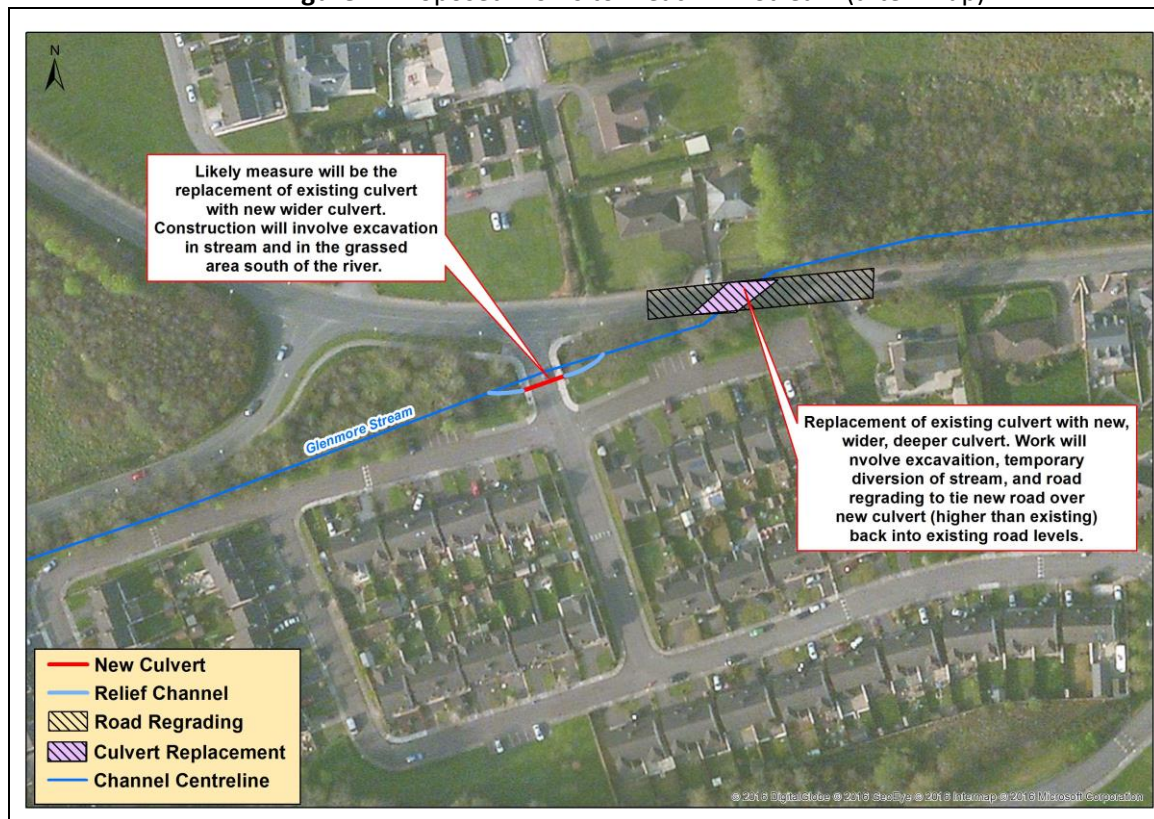 N
Likely measure will be the
replacement of existing culvert
with new wider culvert.
Construction will involve excavation
in stream and in the grassed
area south of the river.
Glenmore Stream
Replacement of existing culvert with new,
wider, deeper culvert. Work will
nvolve excavaition, temporary
diversion of stream, and road
regrading to tie new road over
new culvert (higher than existing)
back into existing road levels.
New Culvert
Relief Channel
Road Regrading
Culvert Replacement
Channel Centreline
© 2016 DigitalGlobe © 2016 GeoEye © 2016 Intermap © 2016 Microsoft Corporation